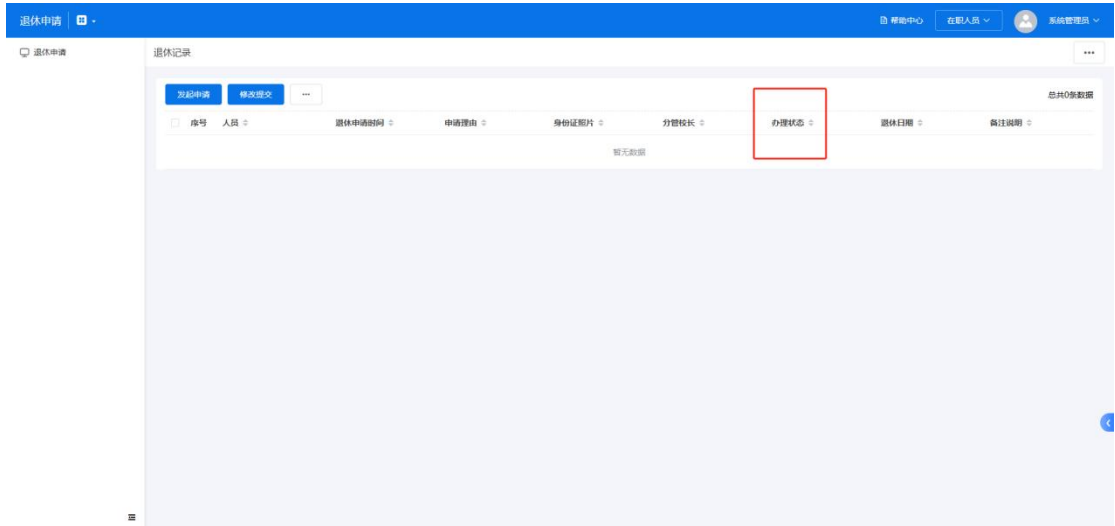 退休申请 帮助中心 在职人员 系统管理员
退休申请 退休记录 ...
发起申请 修改提交 ... 总共0条数据
序号 人员 退休申请时间 申请理由 身份证照片 分管校长 办理状态 退休日期 备注说明
暂无数据